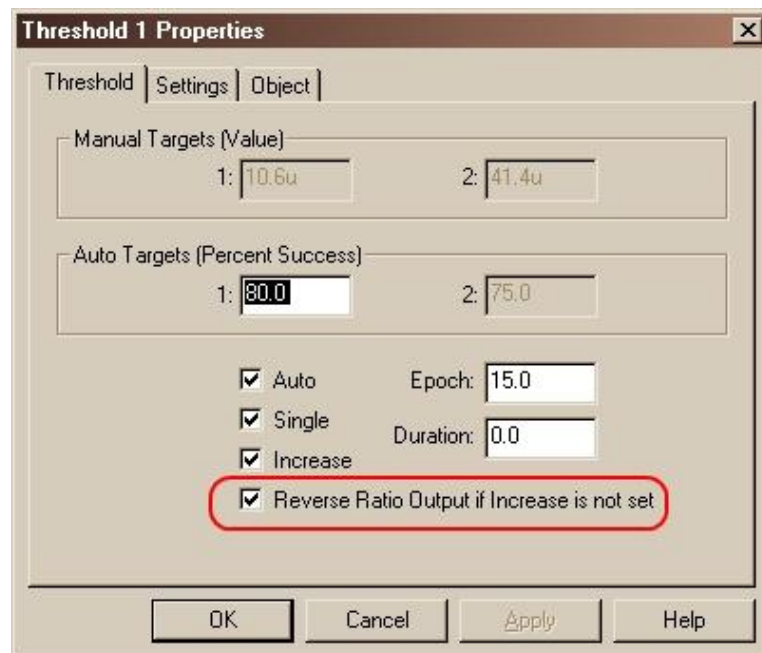 Threshold 1 Properties
Threshold Settings Object
Manual Targets (Value)
1: 10.6u 2: 41.4u
Auto Targets (Percent Success)
1: 80.0 2: 75.0
Auto Epoch: 15.0
Single
Duration: 0.0
Increase
Reverse Ratio Output if Increase is not set
OK Cancel Apply Help